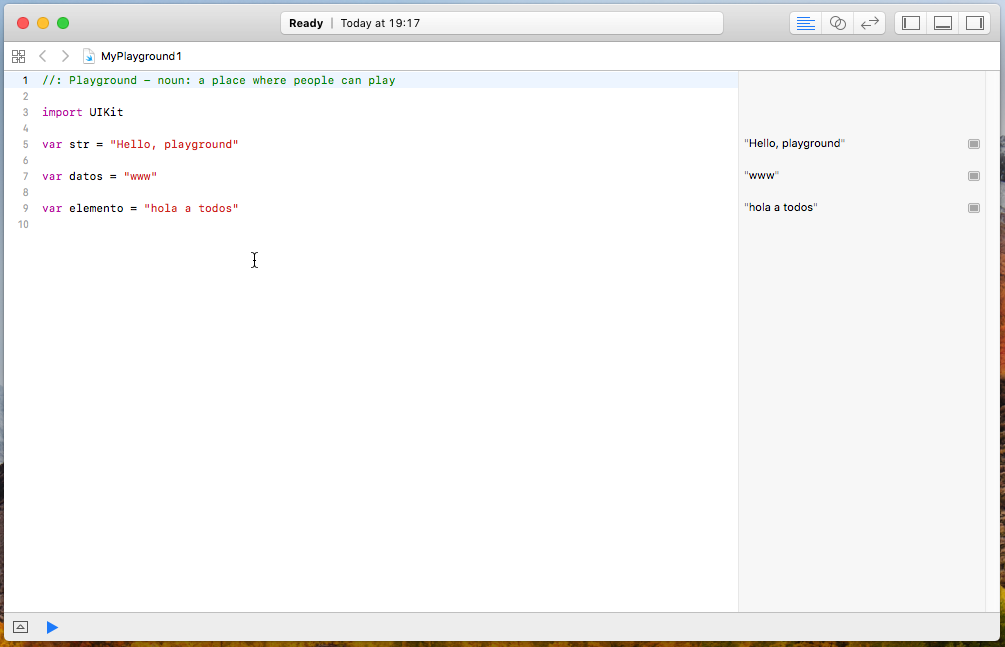 Ready | Today at 19:17
MyPlayground1
1 //: Playground - noun: a place where people can play
2
3 import UIKit
4
5 var str = "Hello, playground"
"Hello, playground"
6
7 var datos = "www"
"www"
8
9 var elemento = "hola a todos"
"hola a todos"
10